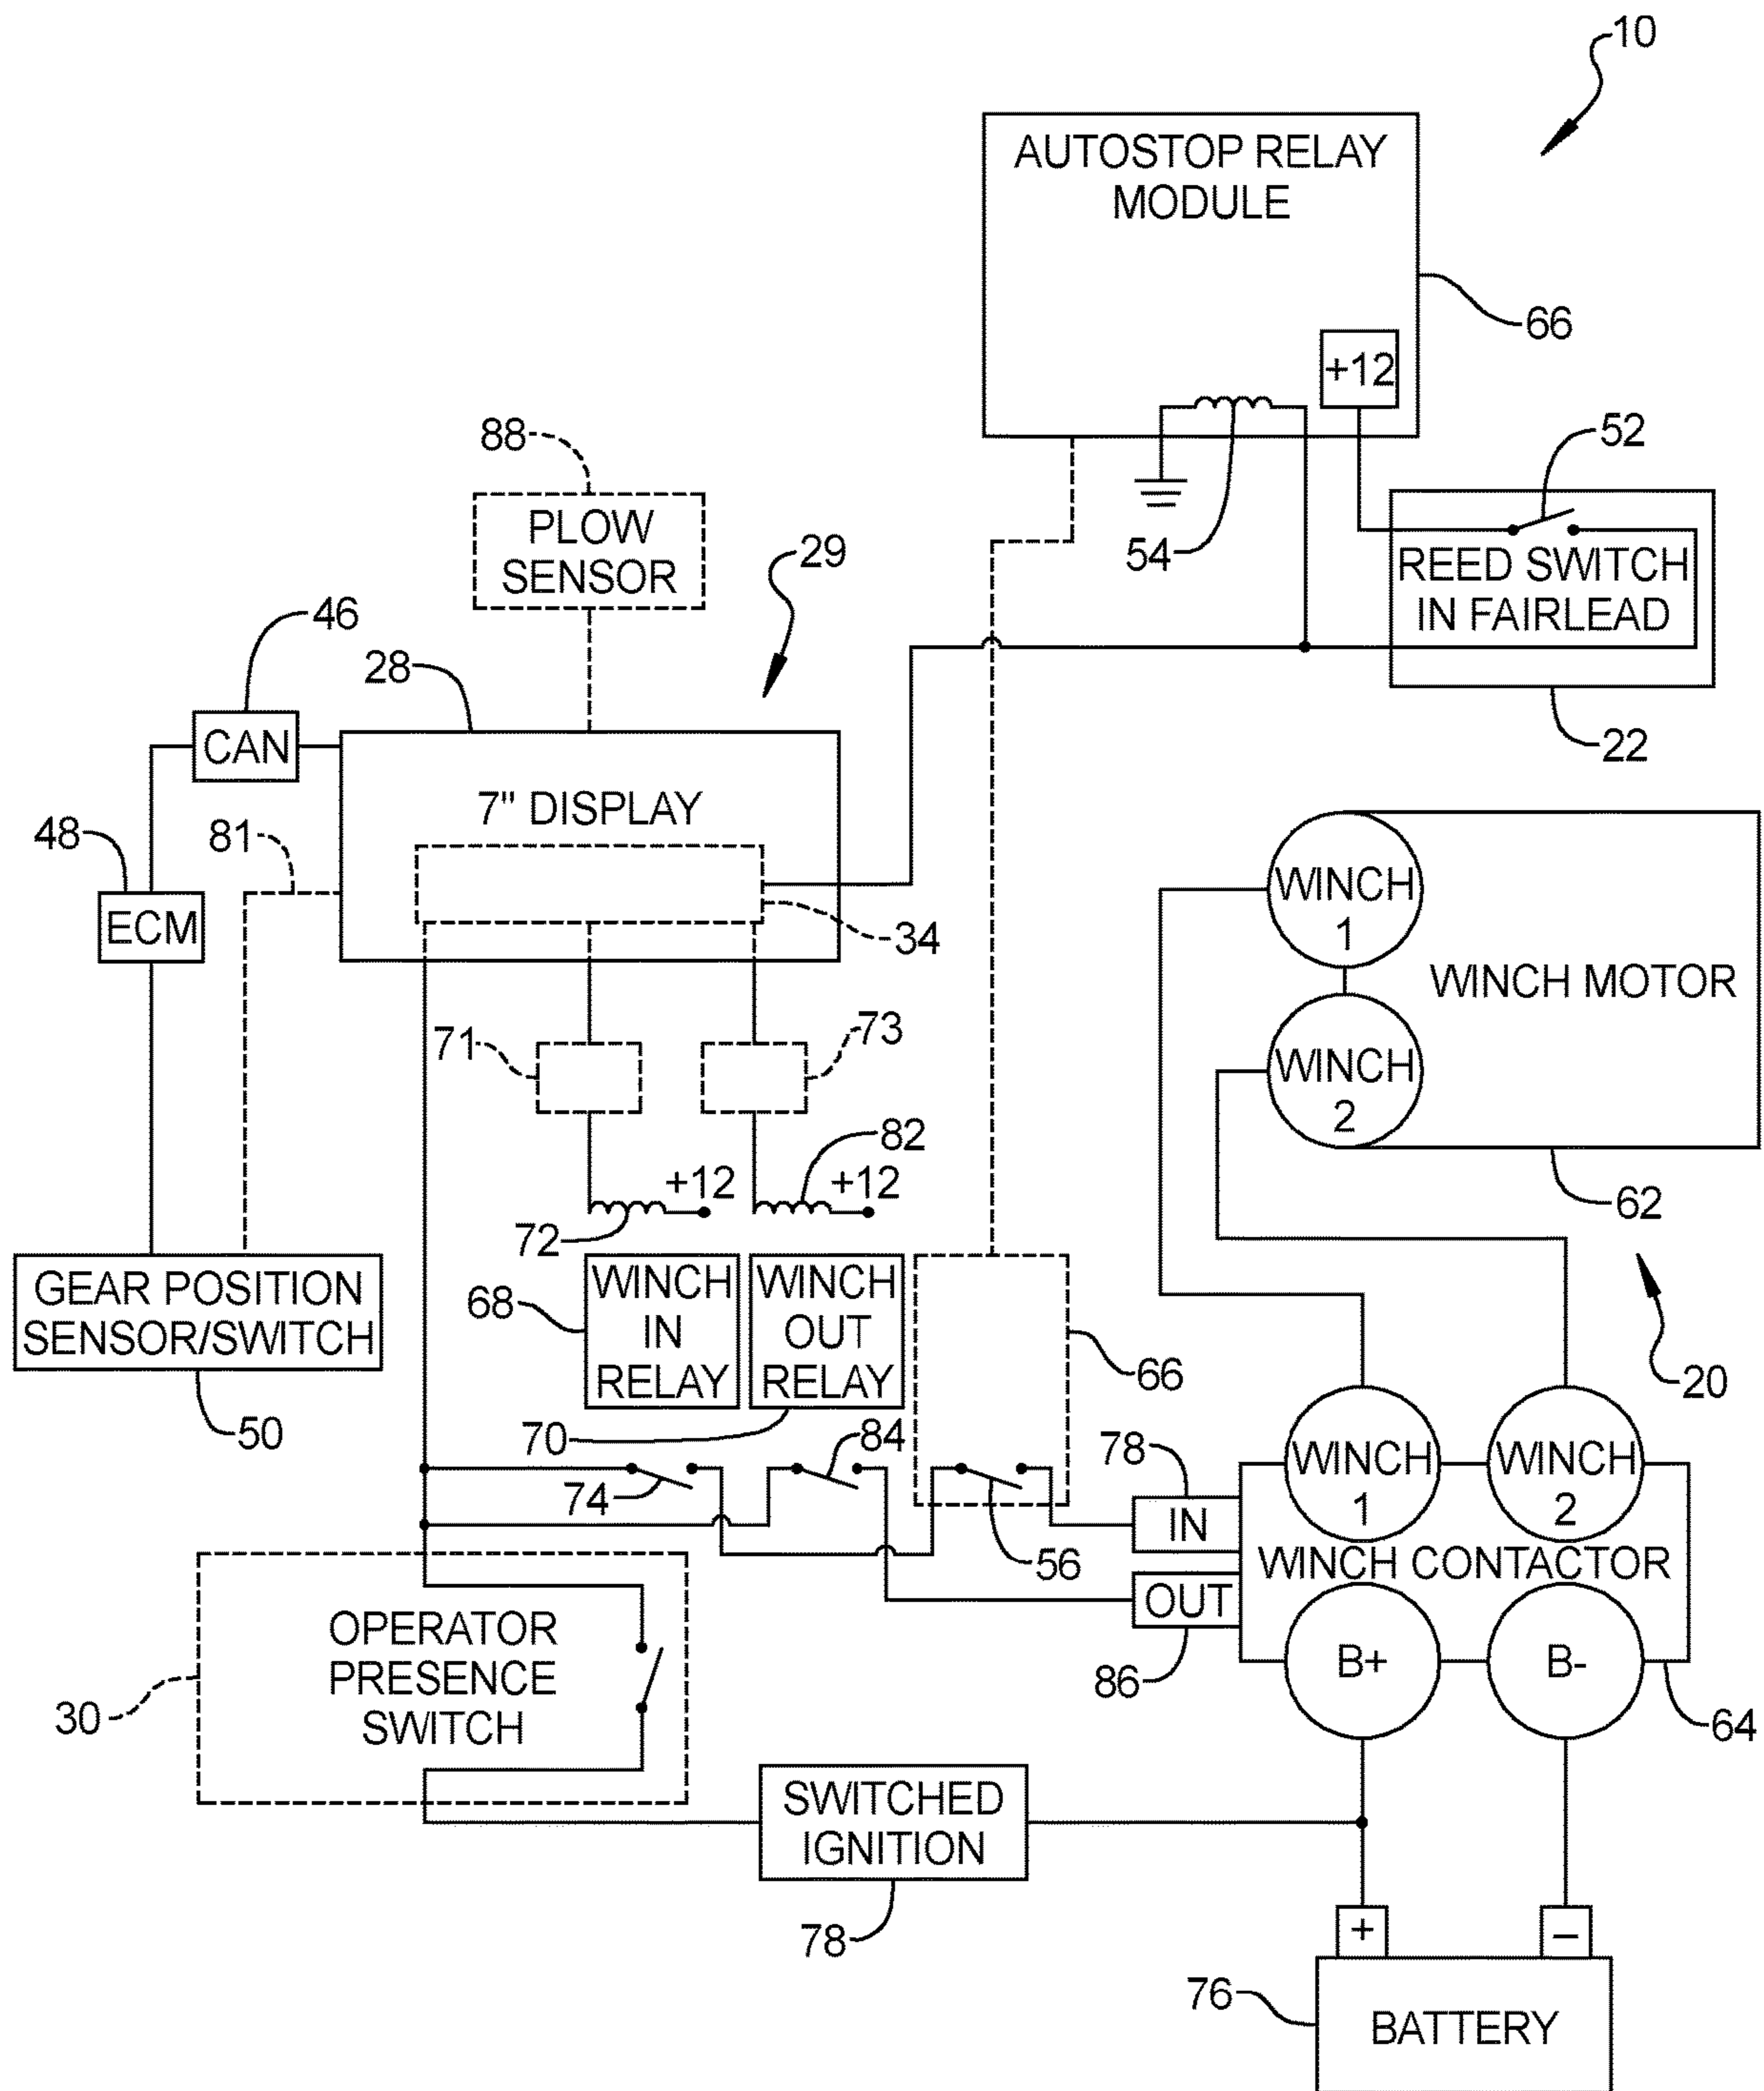 10
AUTOSTOP RELAY
MODULE
66
+12
54
52
REED SWITCH
IN FAIRLEAD
22
88
PLOW
SENSOR
29
46
CAN
28
7" DISPLAY
34
48
ECM
81
71
73
72
+12
82
+12
WINCH
1
WINCH
2
WINCH MOTOR
62
20
GEAR POSITION
SENSOR/SWITCH
50
68
WINCH
IN
RELAY
WINCH
OUT
RELAY
70
66
74
84
56
78
IN
OUT
86
WINCH
1
WINCH
2
WINCH CONTACTOR
B+
B-
64
30
OPERATOR
PRESENCE
SWITCH
SWITCHED
IGNITION
78
+
–
76
BATTERY